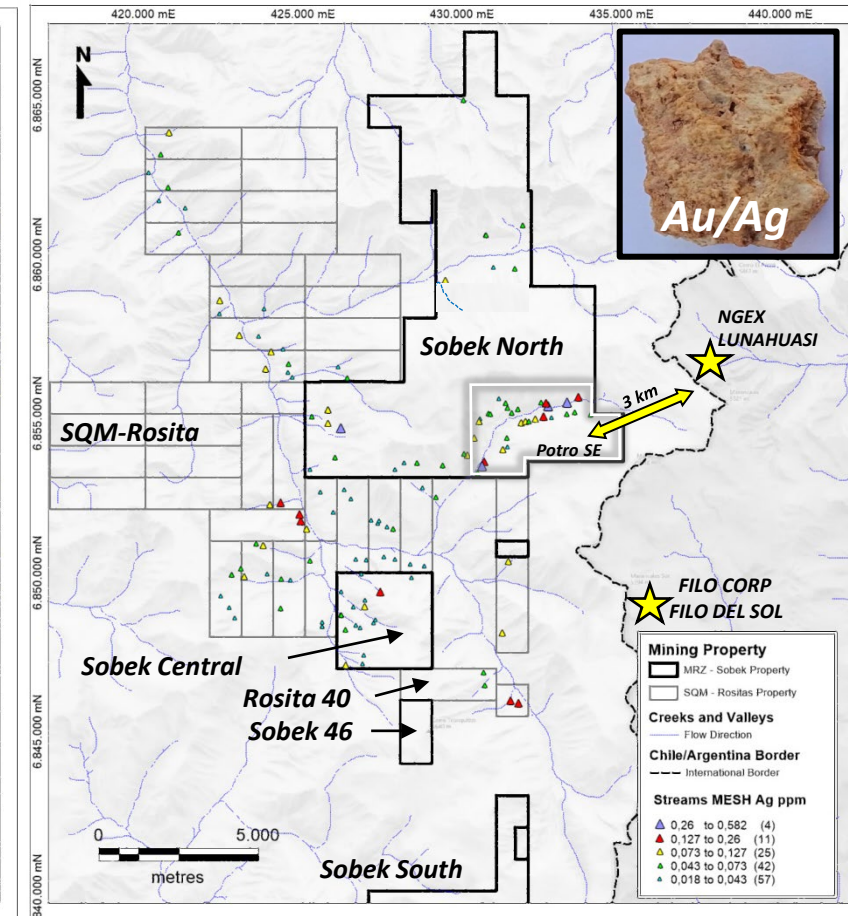 420.000 mE
425.000 mE
430.000 mE
435.000 mE
440.000 mE
6.865.000 mN
6.860.000 mN
6.855.000 mN
6.850.000 mN
6.845.000 mN
840.000 mN
N
Au/Ag
NGEX
LUNAHUASI
Sobek North
3 km
SQM-Rosita
Potro SE
FILO CORP
FILO DEL SOL
Sobek Central
Rosita 40
Sobek 46
Sobek South
0
5.000
metres
Mining Property
MRZ - Sobek Property
SQM - Rositas Property
Creeks and Valleys
Flow Direction
Chile/Argentina Border
International Border
Streams MESH Ag ppm
0,26 to 0,582 (4)
0,127 to 0,26 (11)
0,073 to 0,127 (25)
0,043 to 0,073 (42)
0,018 to 0,043 (57)